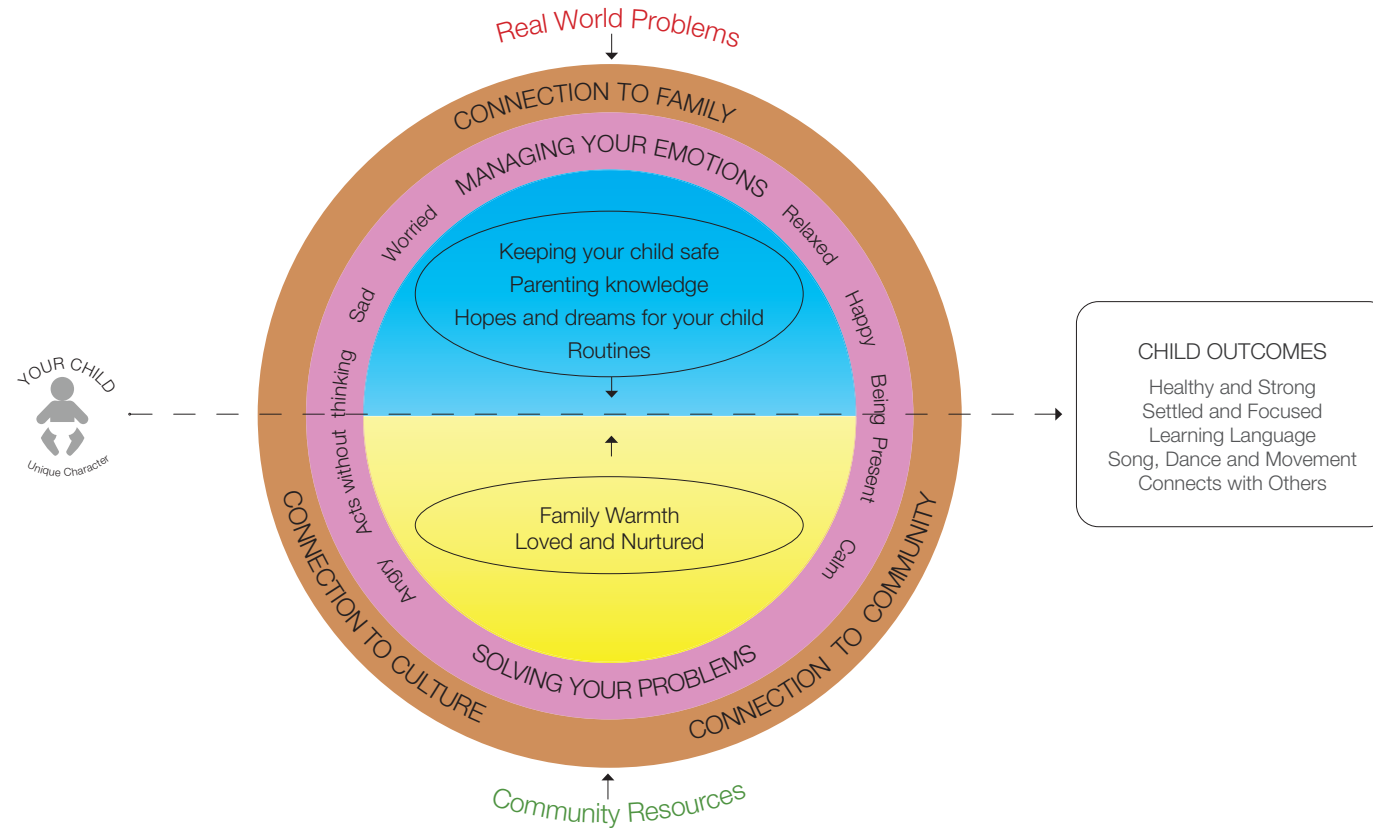 Real World Problems
CONNECTION TO FAMILY
MANAGING YOUR EMOTIONS
Worried
Sad
Acts without thinking
Angry
Relaxed
Happy
Being Present
Calm
Keeping your child safe
Parenting knowledge
Hopes and dreams for your child
Routines
YOUR CHILD
Unique Character
Family Warmth
Loved and Nurtured
CHILD OUTCOMES
Healthy and Strong
Settled and Focused
Learning Language
Song, Dance and Movement
Connects with Others
SOLVING YOUR PROBLEMS
CONNECTION TO CULTURE
CONNECTION TO COMMUNITY
Community Resources